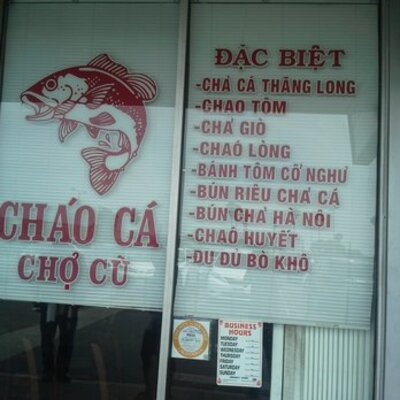 CHÁO CÁ
CHỢ CŨ
ĐẶC BIỆT
-CHẢ CÁ THĂNG LONG
-CHẠO TÔM
-CHẢ GIÒ
-CHÁO LÒNG
-BÁNH TÔM CỔ NGƯ
-BÚN RIÊU CHẢ CÁ
-BÚN CHẢ HÀ NỘI
-CHÁO HUYẾT
-ĐU ĐỦ BÒ KHÔ
BUSINESS
HOURS
MONDAY
TUESDAY
WEDNESDAY
THURSDAY
FRIDAY
SATURDAY
SUNDAY